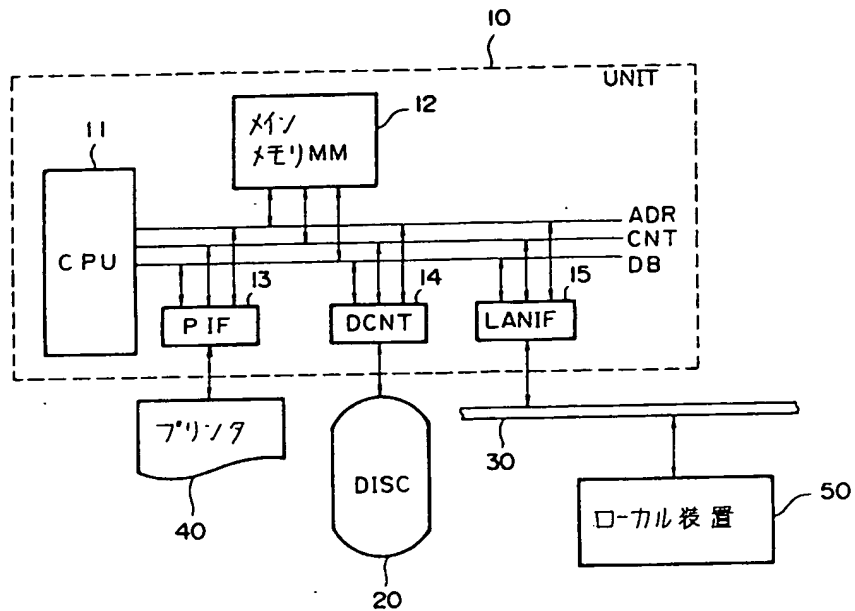 10
UNIT
11
12
メイン
メモリMM
CPU
ADR
CNT
DB
13
14
15
PIF
DCNT
LANIF
プリンタ
30
40
DISC
20
ローカル装置
50